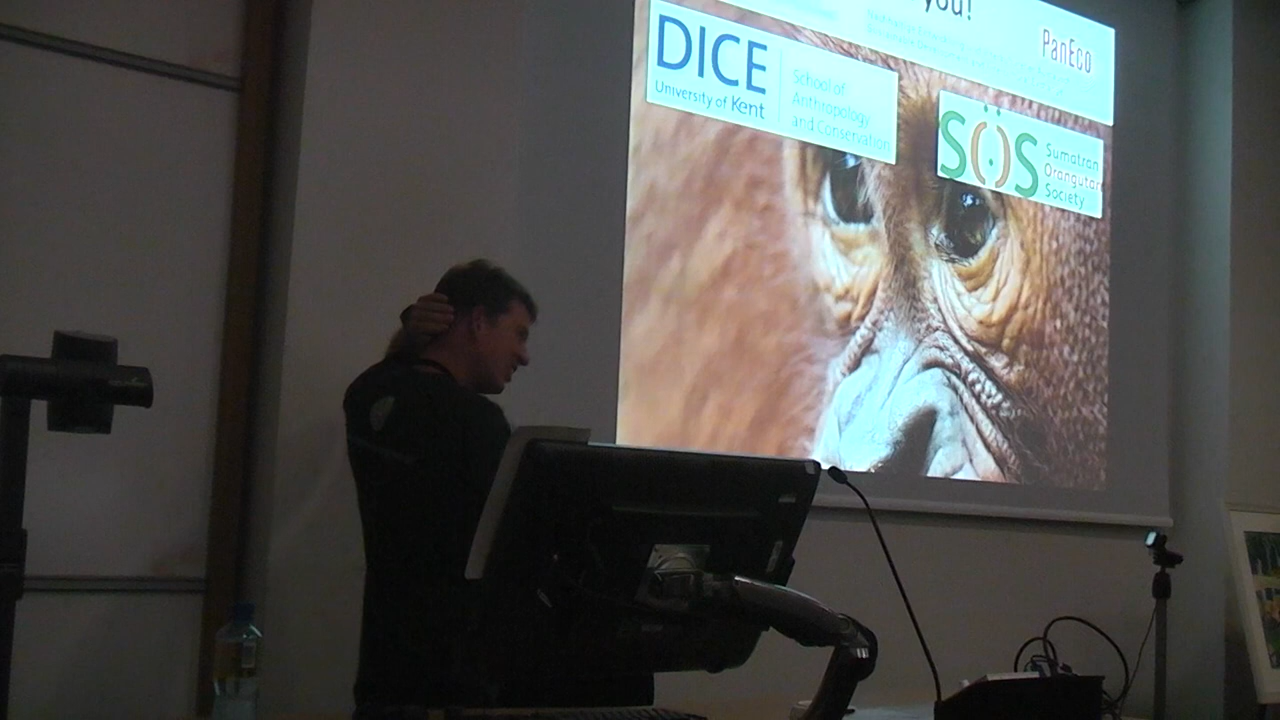 you!
PanEco
DICE
University of Kent
School of
Anthropology
and Conservation
SOS
Sumatran
Orangutan
Society